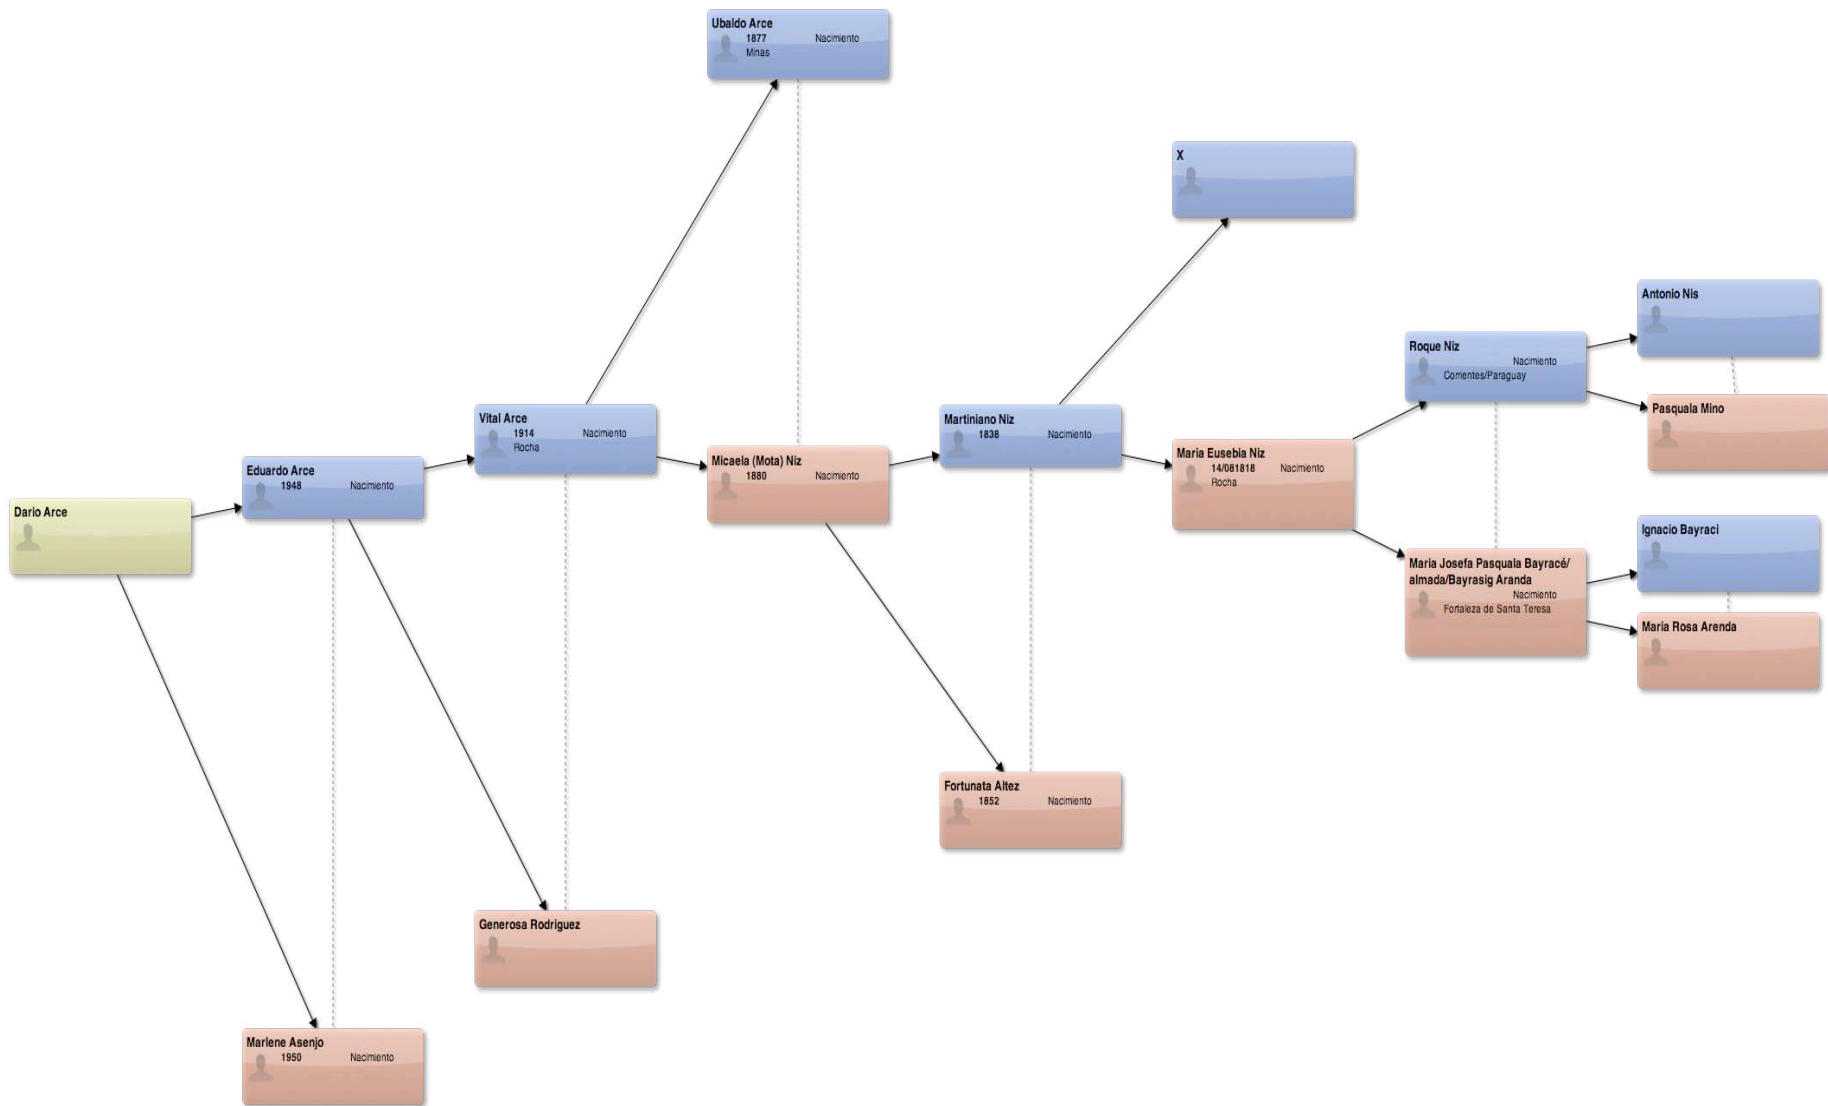 Ubaldo Arce
1877 Nacimiento
Minas
X
Antonio Nis
Roque Niz
Nacimiento
Corrientes/Paraguay
Pasquala Mino
Vital Arce
1914 Nacimiento
Rocha
Martiniano Niz
1838 Nacimiento
Micaela (Mota) Niz
1880 Nacimiento
Maria Eusebia Niz
14/081818 Nacimiento
Rocha
Eduardo Arce
1948 Nacimiento
Dario Arce
Ignacio Bayraci
Maria Josefa Pasquala Bayracé/
almada/Bayrasig Aranda
Nacimiento
Fortaleza de Santa Teresa
Maria Rosa Arenda
Fortunata Altez
1852 Nacimiento
Generosa Rodriguez
Marlene Asenjo
1950 Nacimiento